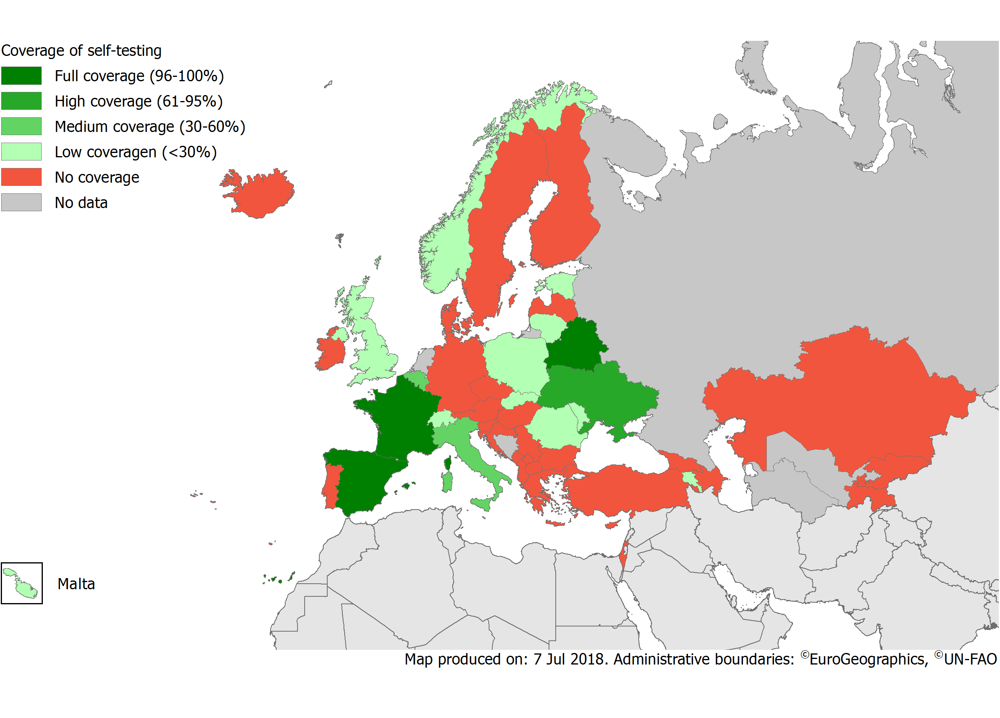 Coverage of self-testing
Full coverage (96-100%)
High coverage (61-95%)
Medium coverage (30-60%)
Low coveragen (<30%)
No coverage
No data
Malta
Map produced on: 7 Jul 2018. Administrative boundaries: ©EuroGeographics, ©UN-FAO